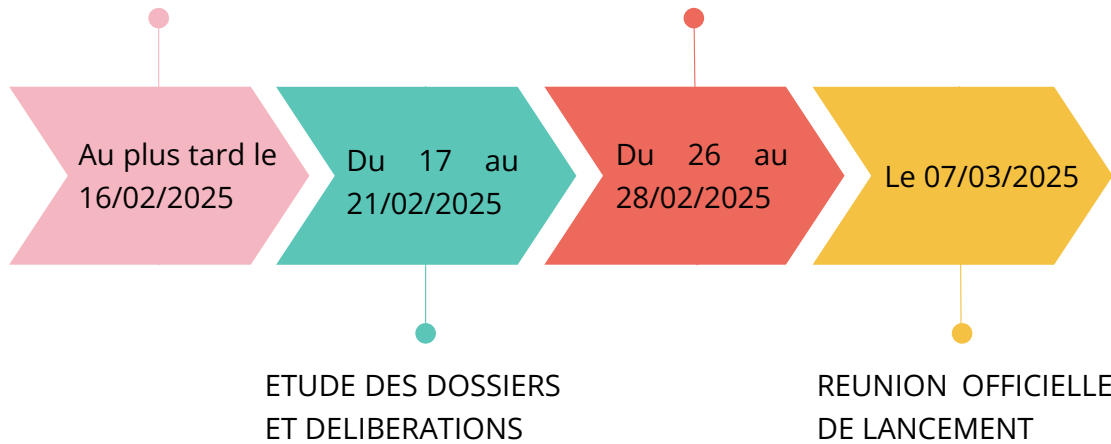 Au plus tard le
16/02/2025
Du 17 au
21/02/2025
Du 26 au
28/02/2025
Le 07/03/2025
ETUDE DES DOSSIERS
ET DELIBERATIONS
REUNION OFFICIELLE
DE LANCEMENT